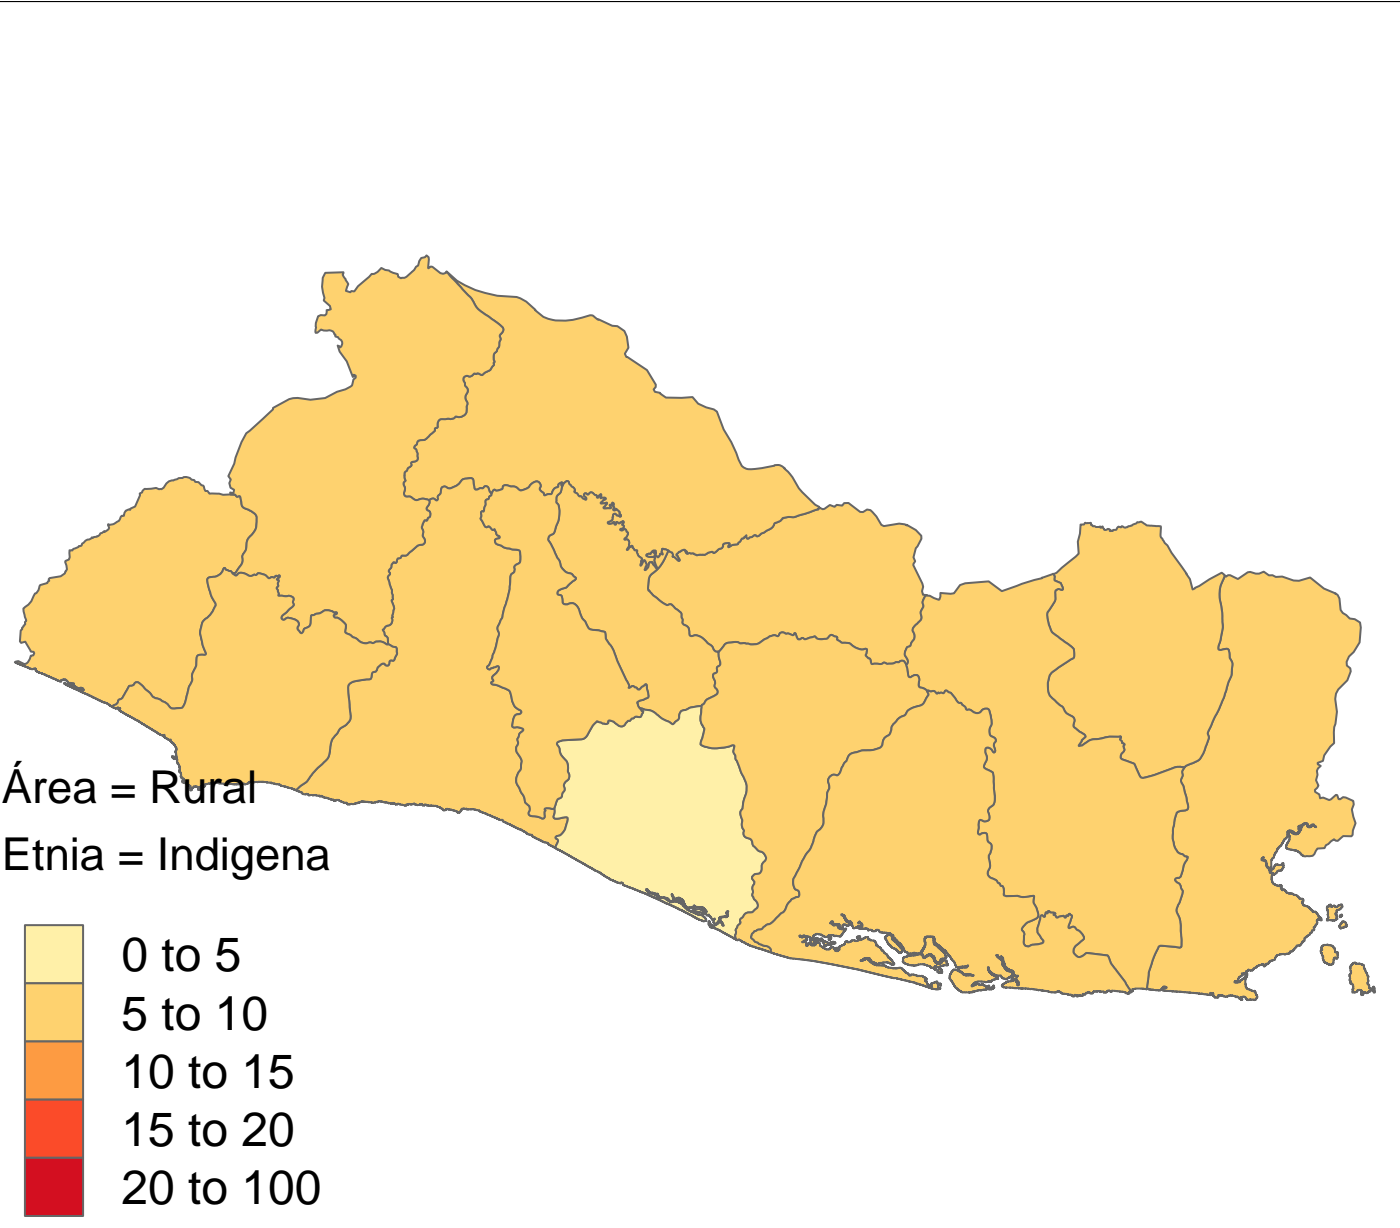 Área = Rural
Etnia = Indigena
0 to 5
5 to 10
10 to 15
15 to 20
20 to 100